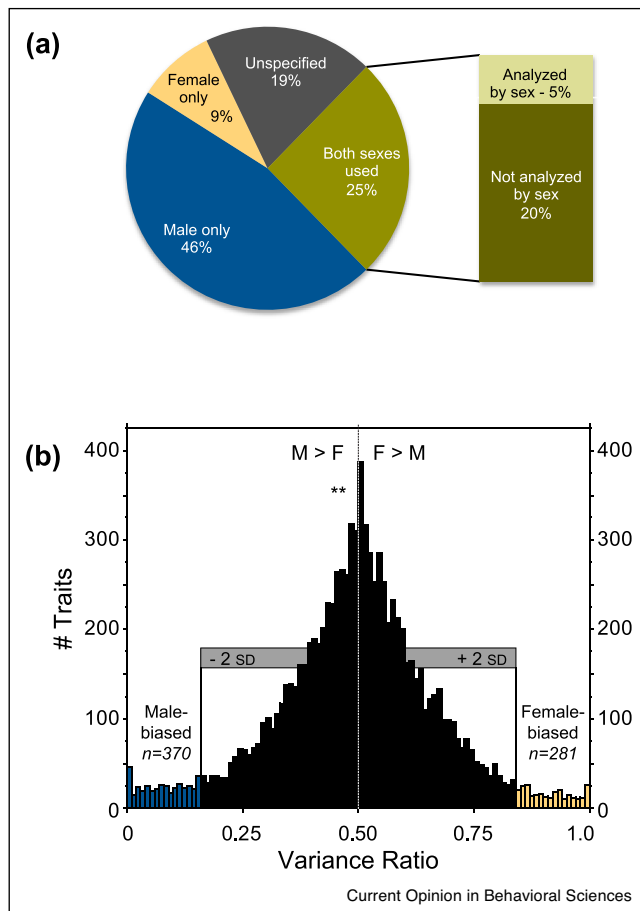 (a)
Unspecified
19%
Female
only
9%
Both sexes
used
25%
Male only
46%
Analyzed
by sex - 5%
Not analyzed
by sex
20%
(b)
400
300
200
100
0
# Traits
M > F
F > M
**
- 2 SD
+ 2 SD
Male-
biased
n=370
Female-
biased
n=281
400
300
200
100
0
0
0.25
0.50
0.75
1.0
Variance Ratio
Current Opinion in Behavioral Sciences